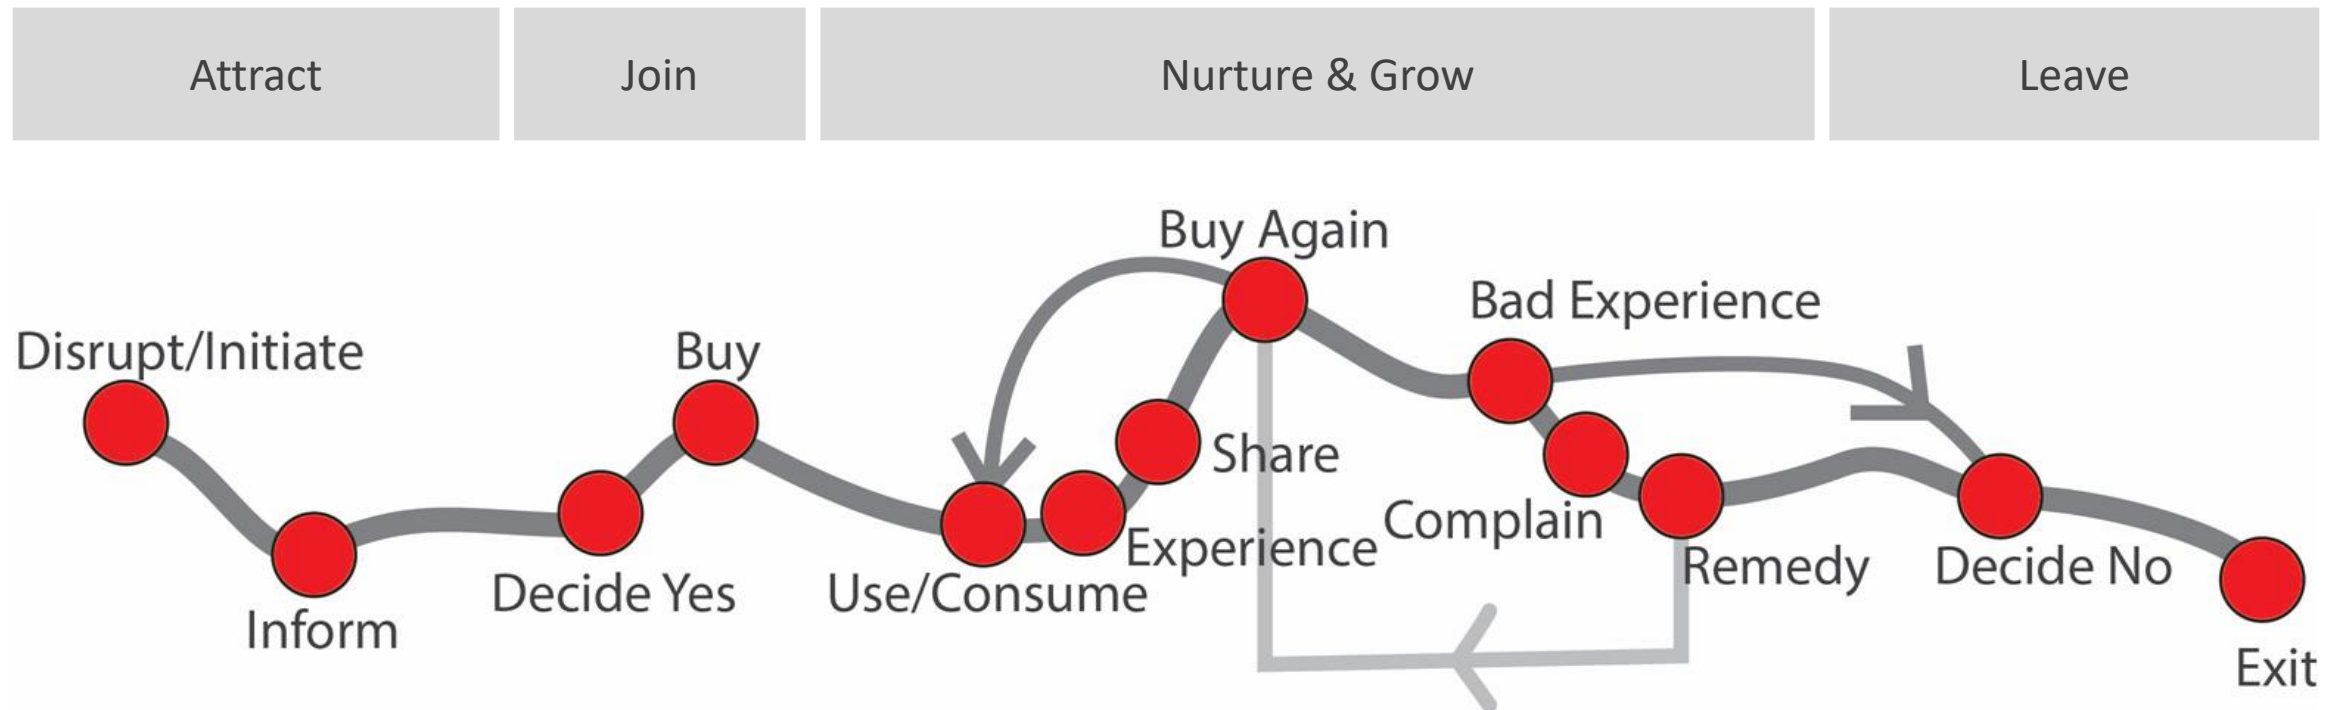 Attract
Join
Nurture & Grow
Leave
Disrupt/Initiate
Inform
Decide Yes
Buy
Use/Consume
Experience
Share
Buy Again
Bad Experience
Complain
Remedy
Decide No
Exit